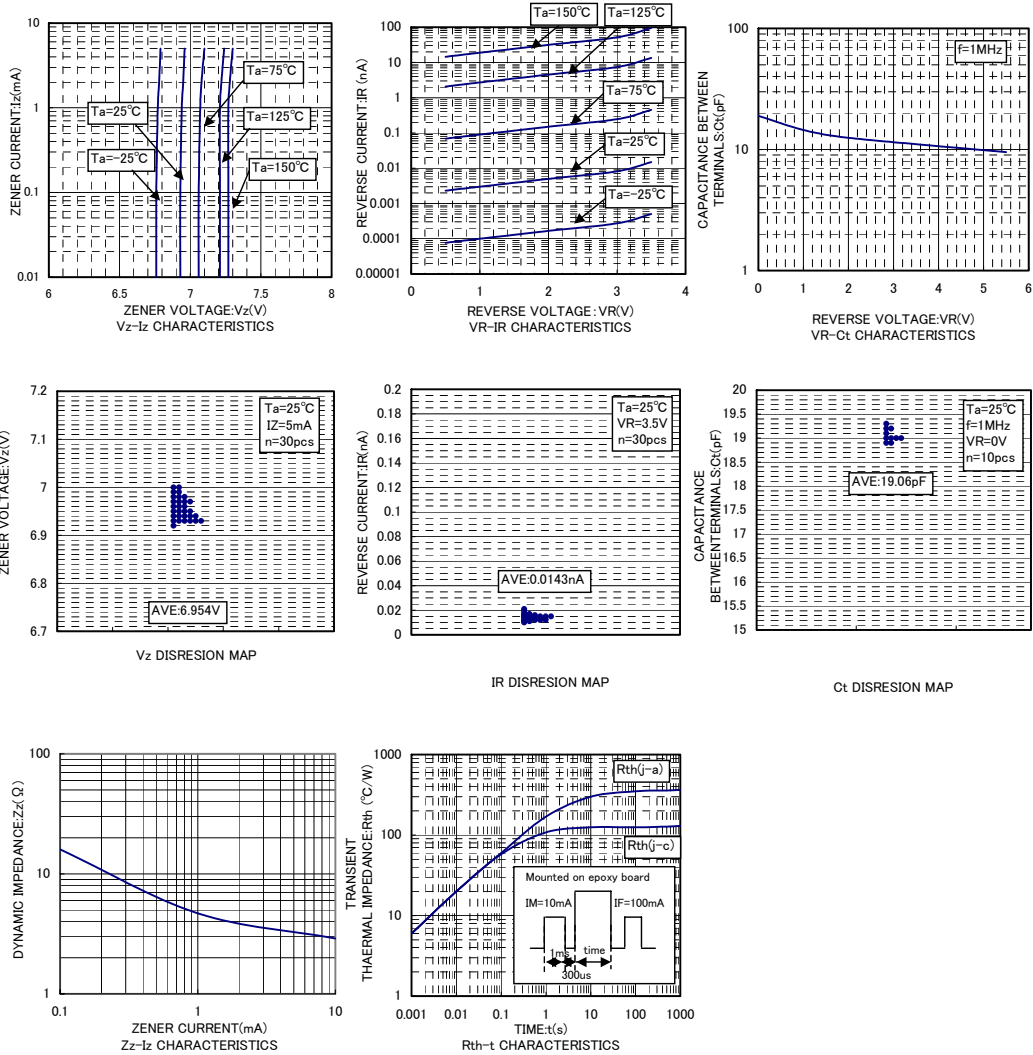 10
1
0.1
0.01
ZENER CURRENT:Iz(mA)
Ta=75℃
Ta=25℃
Ta=125℃
Ta=-25℃
Ta=150℃
6
6.5
7
7.5
8
ZENER VOLTAGE:Vz(V)
Vz-Iz CHARACTERISTICS
Ta=150℃
Ta=125℃
100
10
1
0.1
0.01
0.001
0.0001
0.00001
REVERSE CURRENT:IR (nA)
Ta=75℃
Ta=25℃
Ta=-25℃
0
1
2
3
4
REVERSE VOLTAGE:VR(V)
VR-IR CHARACTERISTICS
100
10
1
CAPACITANCE BETWEEN
TERMINALS:Ct(pF)
f=1MHz
0
1
2
3
4
5
6
REVERSE VOLTAGE:VR(V)
VR-Ct CHARACTERISTICS
7.2
7.1
7
6.9
6.8
6.7
ZENER VOLTAGE:Vz(V)
Ta=25℃
IZ=5mA
n=30pcs
AVE:6.954V
Vz DISRESION MAP
0.2
0.18
0.16
0.14
0.12
0.1
0.08
0.06
0.04
0.02
0
REVERSE CURRENT:IR(nA)
Ta=25℃
VR=3.5V
n=30pcs
AVE:0.0143nA
IR DISRESION MAP
20
19.5
19
18.5
18
17.5
17
16.5
16
15.5
15
CAPACITANCE
BETWEENTERMINALS:Ct(pF)
Ta=25℃
f=1MHz
VR=0V
n=10pcs
AVE:19.06pF
Ct DISRESION MAP
100
10
1
DYNAMIC IMPEDANCE:Zz(Ω)
0.1
1
10
ZENER CURRENT(mA)
Zz-Iz CHARACTERISTICS
1000
100
10
1
TRANSIENT
THAERMAL IMPEDANCE:Rth (℃/W)
Rth(j-a)
Rth(j-c)
Mounted on epoxy board
IM=10mA
IF=100mA
1ms
time
300us
0.001
0.01
0.1
1
10
100
1000
TIME:t(s)
Rth-t CHARACTERISTICS